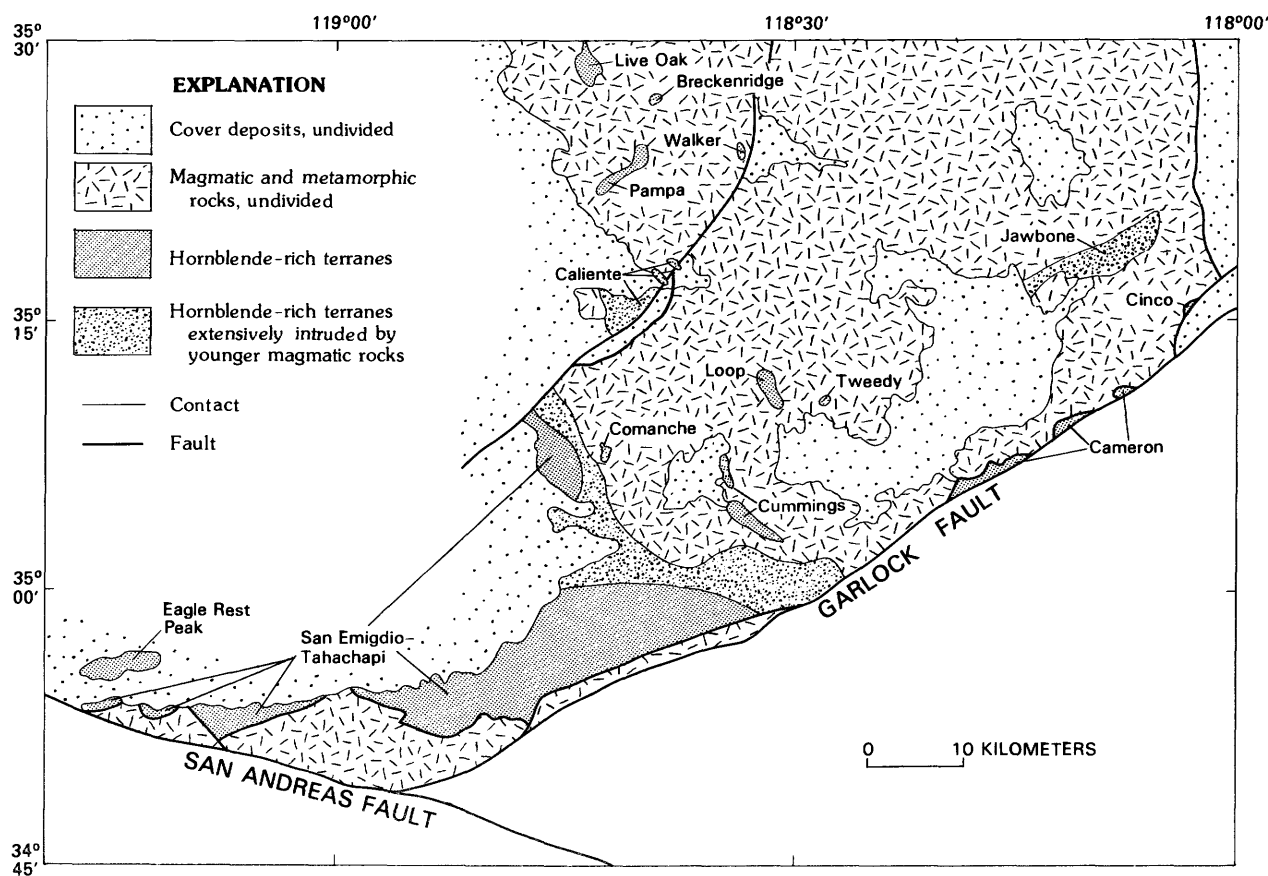 119°00'
118°30'
118°00'
35°
30'
EXPLANATION
Cover deposits, undivided
Magmatic and metamorphic
rocks, undivided
Hornblende-rich terranes
Hornblende-rich terranes
extensively intruded by
younger magmatic rocks
Contact
Fault
Live Oak
Breckenridge
Walker
Pampa
Jawbone
Caliente
Cinco
35°
15'
Loop
Tweedy
Comanche
Cameron
Cummings
GARLOCK FAULT
35°
00'
Eagle Rest
Peak
San Emigdio-
Tahachapi
0 10 KILOMETERS
SAN ANDREAS FAULT
34°
45'